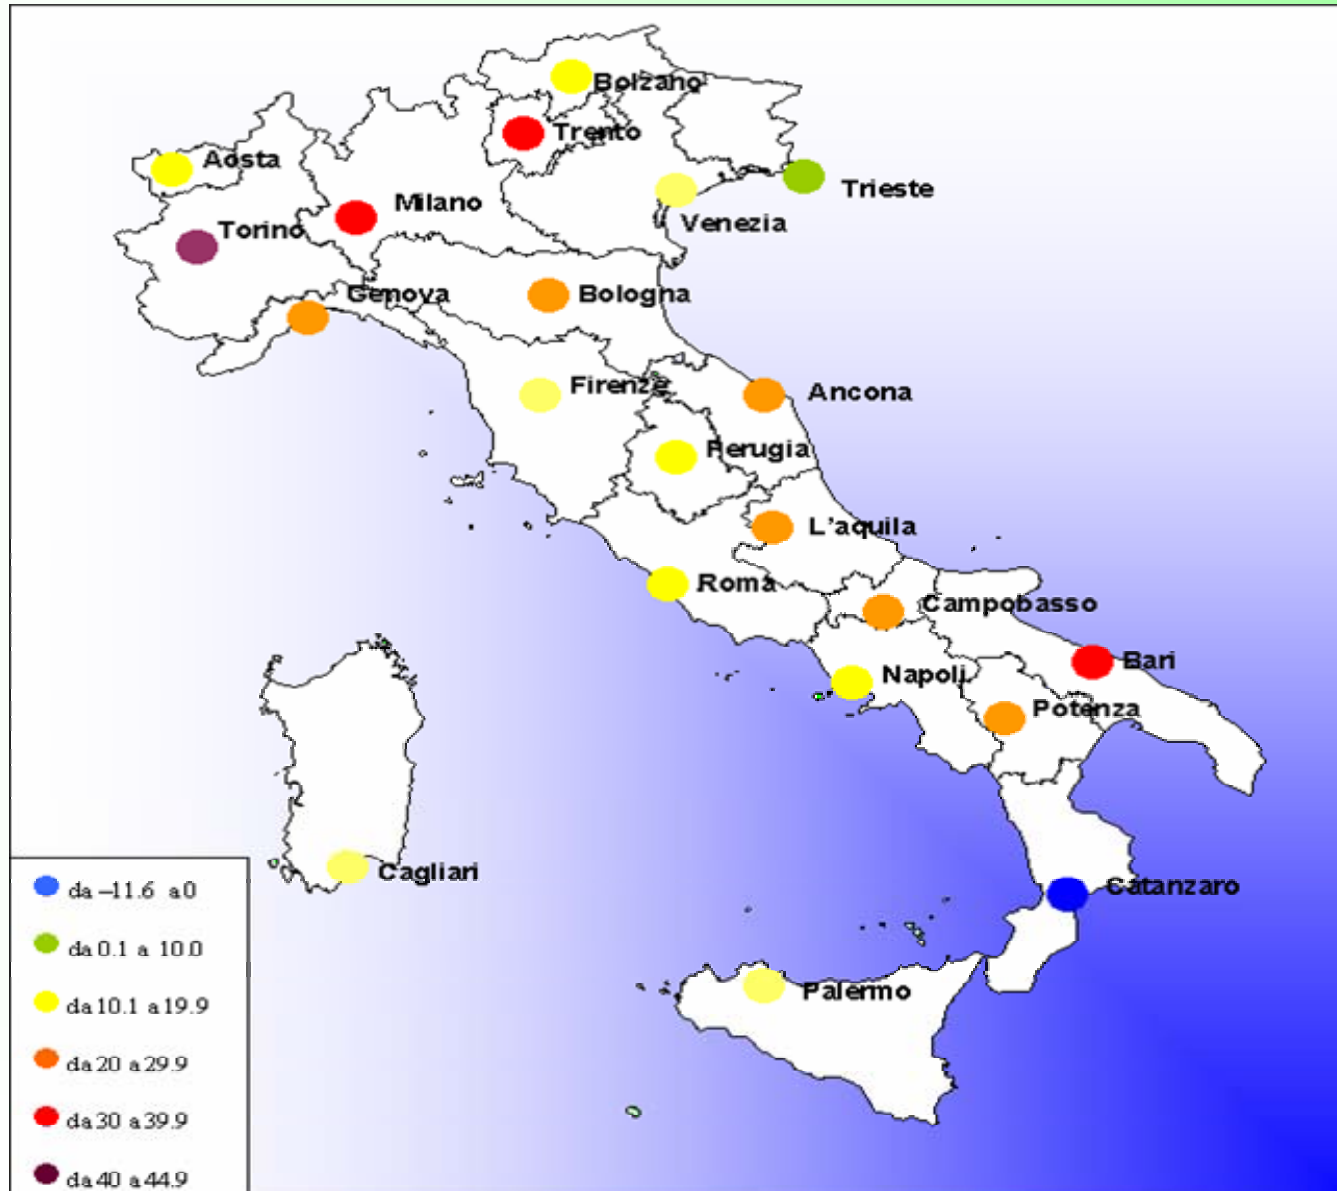 Bolzano
Trento
Aosta
Trieste
Milano
Venezia
Torino
Genova
Bologna
Firenze
Ancona
Perugia
L'aquila
Roma
Campobasso
Bari
Napoli
Potenza
Cagliari
Catanzaro
Palermo
da -11.6 a 0
da 0.1 a 10.0
da 10.1 a 19.9
da 20 a 29.9
da 30 a 39.9
da 40 a 44.9